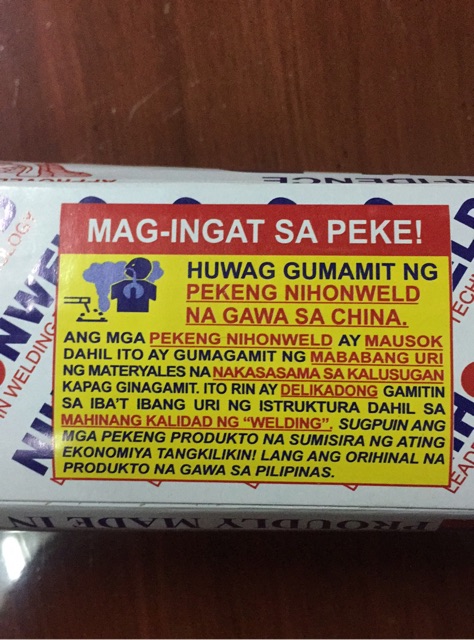 CONFIDENCE
MAG-INGAT SA PEKE!
HUWAG GUMAMIT NG
PEKENG NIHONWELD
NA GAWA SA CHINA.
ANG MGA PEKENG NIHONWELD AY MAUSOK
DAHIL ITO AY GUMAGAMIT NG MABABANG URI
NG MATERYALES NA NAKASASAMA SA KALUSUGAN
KAPAG GINAGAMIT. ITO RIN AY DELIKADONG GAMITIN
SA IBA'T IBANG URI NG ISTRUKTURA DAHIL SA
MAHINANG KALIDAD NG "WELDING". SUGPUIN ANG
MGA PEKENG PRODUKTO NA SUMISIRA NG ATING
EKONOMIYA TANGKILIKIN! LANG ANG ORIHINAL NA
PRODUKTO NA GAWA SA PILIPINAS.
IN WELDING
PROUDLY MADE IN